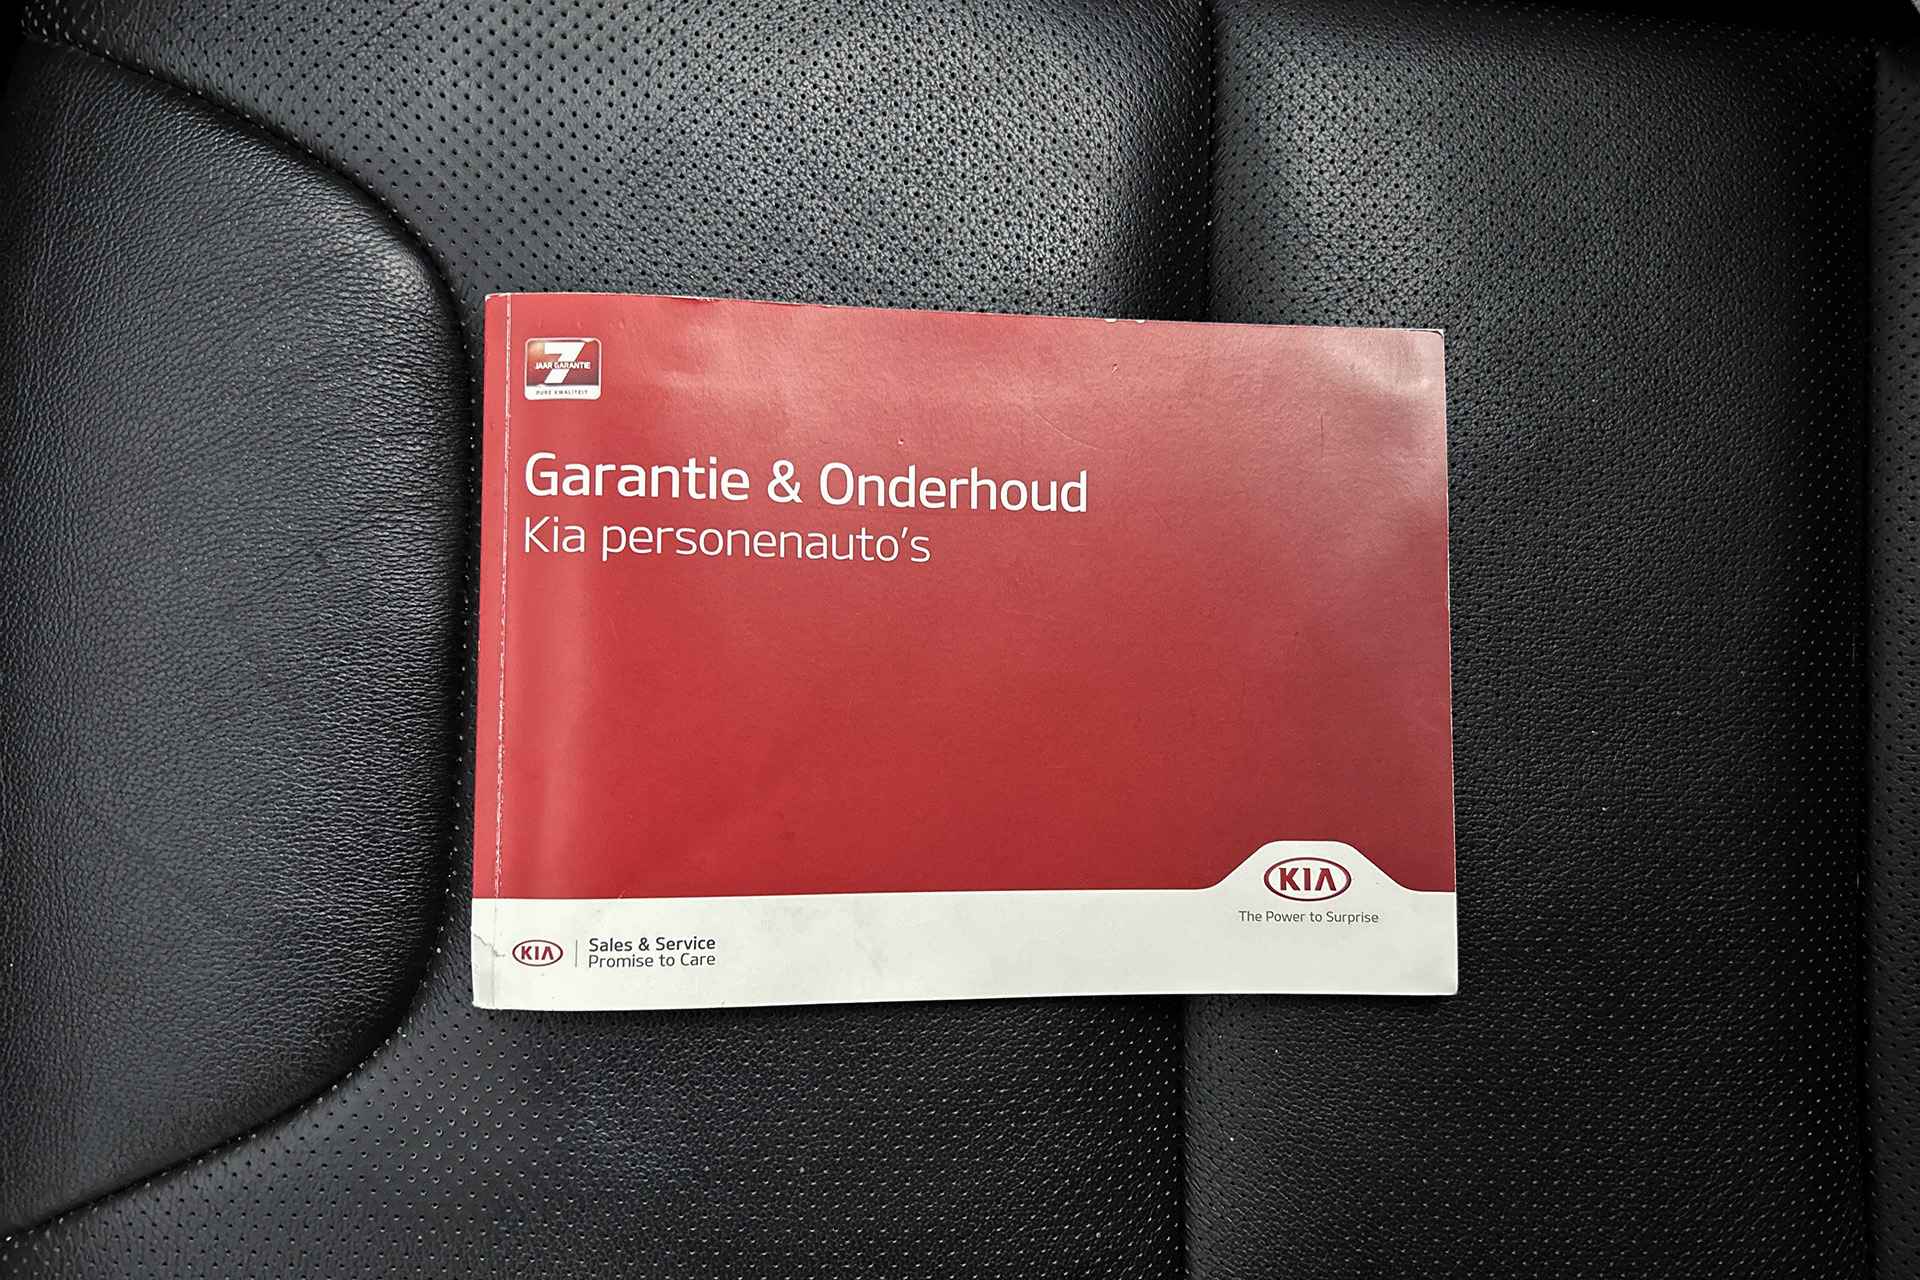 7
JAAR GARANTIE
PURE KWALITEIT
Garantie & Onderhoud
Kia personenauto's
KIA
The Power to Surprise
KIA
Sales & Service
Promise to Care